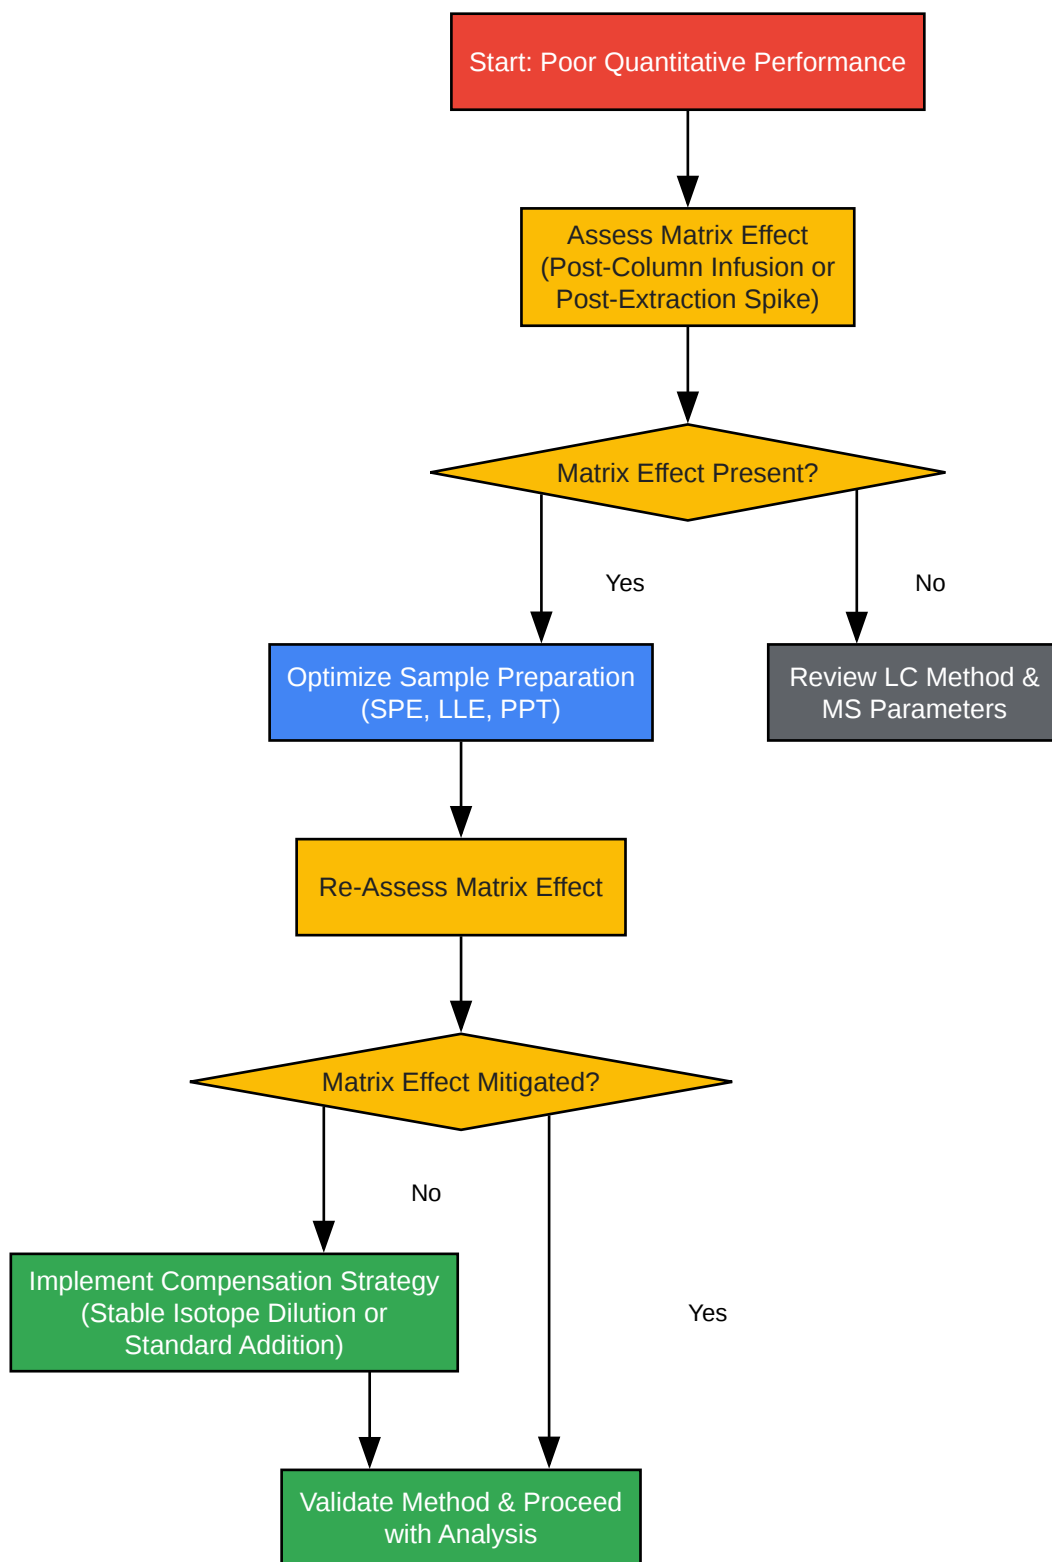 Start: Poor Quantitative Performance
Assess Matrix Effect
(Post-Column Infusion or
Post-Extraction Spike)
Matrix Effect Present?
Yes
No
Optimize Sample Preparation
(SPE, LLE, PPT)
Review LC Method &
MS Parameters
Re-Assess Matrix Effect
Matrix Effect Mitigated?
No
Implement Compensation Strategy
(Stable Isotope Dilution or
Standard Addition)
Yes
Validate Method & Proceed
with Analysis